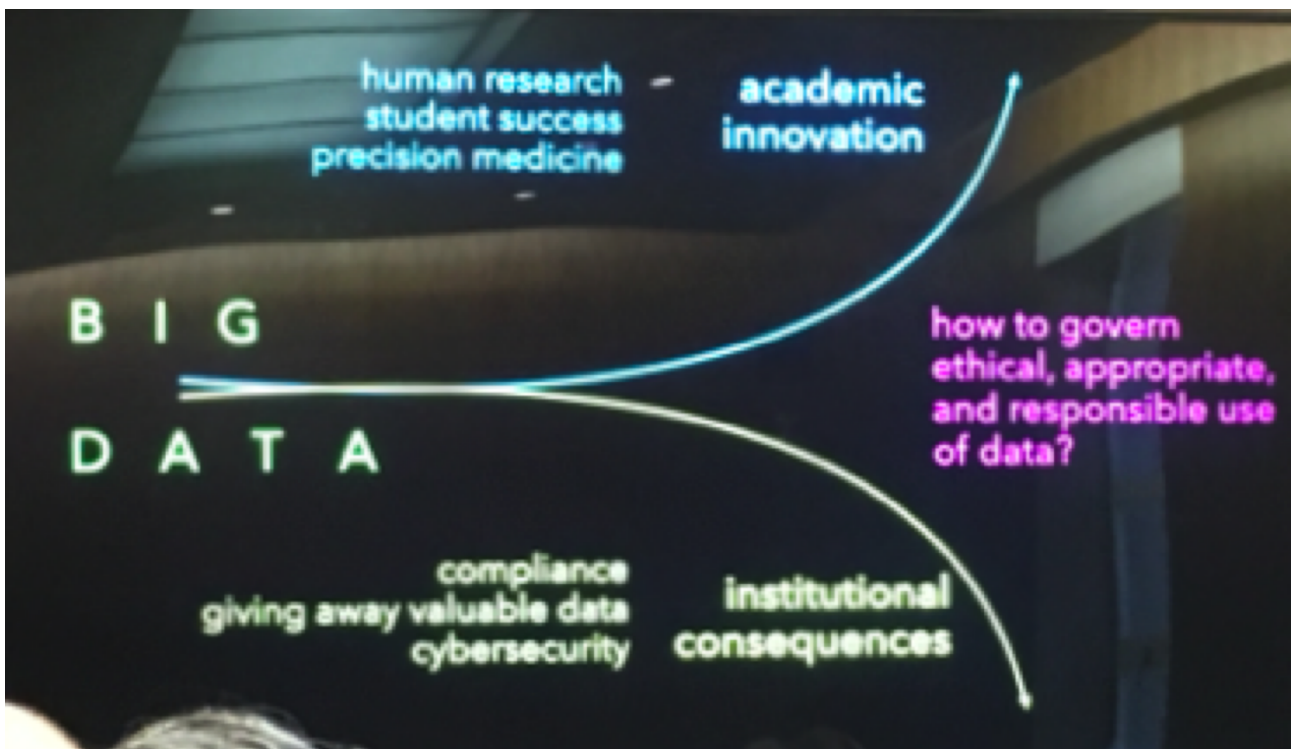 human research
student success
precision medicine
academic
innovation
B I G
D A T A
how to govern
ethical, appropriate,
and responsible use
of data?
compliance
giving away valuable data
cybersecurity
institutional
consequences